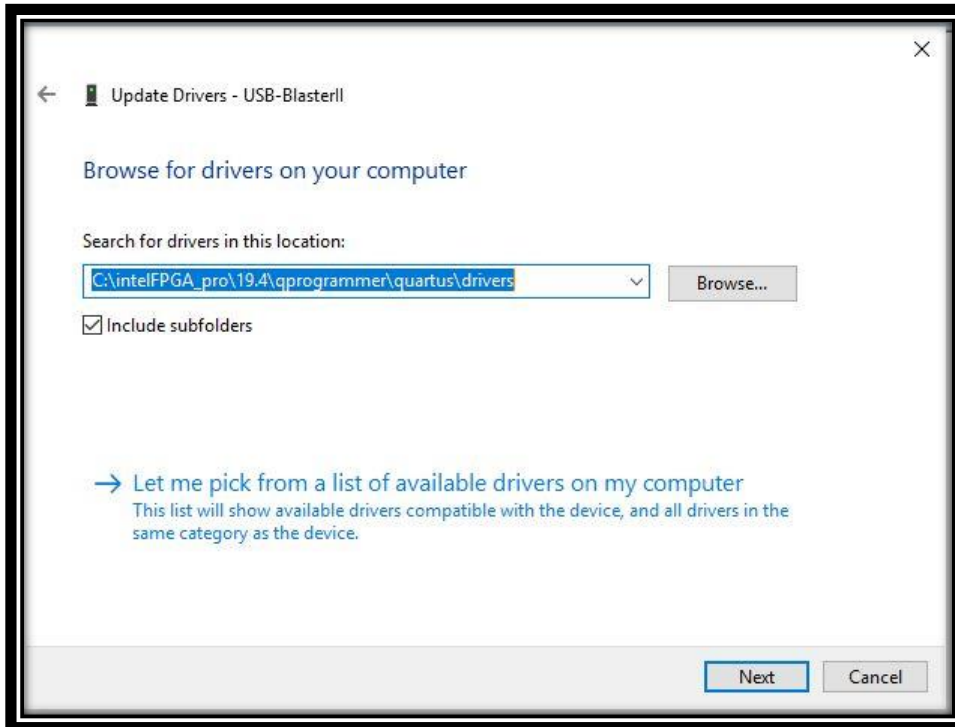 Update Drivers - USB-BlasterII
Browse for drivers on your computer
Search for drivers in this location:
C:\intelFPGA_pro\19.4\qprogrammer\quartus\drivers
Browse...
Include subfolders
Let me pick from a list of available drivers on my computer
This list will show available drivers compatible with the device, and all drivers in the
same category as the device.
Next
Cancel